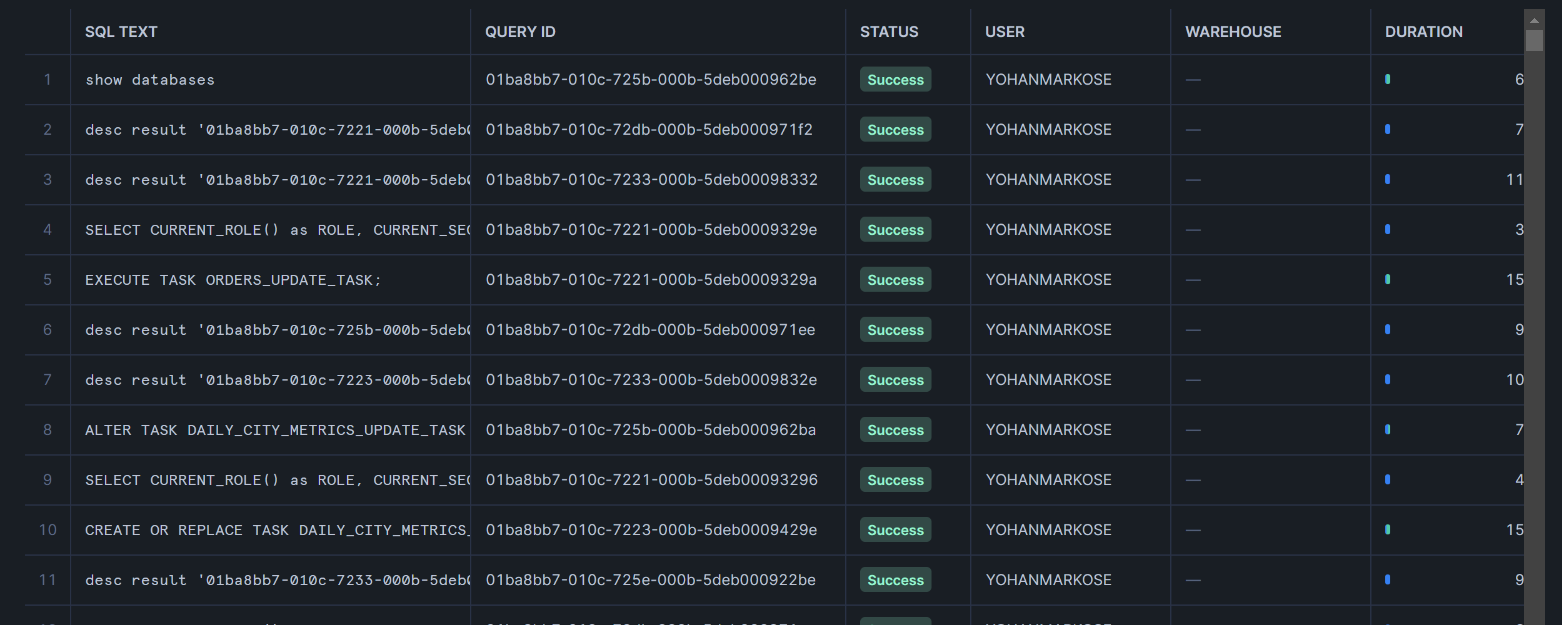 SQL TEXT QUERY ID STATUS USER WAREHOUSE DURATION
1 show databases 01ba8bb7-010c-725b-000b-5deb000962be Success YOHANMARKOSE — 6
2 desc result '01ba8bb7-010c-7221-000b-5deb0 01ba8bb7-010c-72db-000b-5deb000971f2 Success YOHANMARKOSE — 7
3 desc result '01ba8bb7-010c-7221-000b-5deb0 01ba8bb7-010c-7233-000b-5deb00098332 Success YOHANMARKOSE — 11
4 SELECT CURRENT_ROLE() as ROLE, CURRENT_SEC 01ba8bb7-010c-7221-000b-5deb0009329e Success YOHANMARKOSE — 3
5 EXECUTE TASK ORDERS_UPDATE_TASK; 01ba8bb7-010c-7221-000b-5deb0009329a Success YOHANMARKOSE — 15
6 desc result '01ba8bb7-010c-725b-000b-5deb0 01ba8bb7-010c-72db-000b-5deb000971ee Success YOHANMARKOSE — 9
7 desc result '01ba8bb7-010c-7223-000b-5deb0 01ba8bb7-010c-7233-000b-5deb0009832e Success YOHANMARKOSE — 10
8 ALTER TASK DAILY_CITY_METRICS_UPDATE_TASK 01ba8bb7-010c-725b-000b-5deb000962ba Success YOHANMARKOSE — 7
9 SELECT CURRENT_ROLE() as ROLE, CURRENT_SEC 01ba8bb7-010c-7221-000b-5deb00093296 Success YOHANMARKOSE — 4
10 CREATE OR REPLACE TASK DAILY_CITY_METRICS_ 01ba8bb7-010c-7223-000b-5deb0009429e Success YOHANMARKOSE — 15
11 desc result '01ba8bb7-010c-7233-000b-5deb0 01ba8bb7-010c-725e-000b-5deb000922be Success YOHANMARKOSE — 9